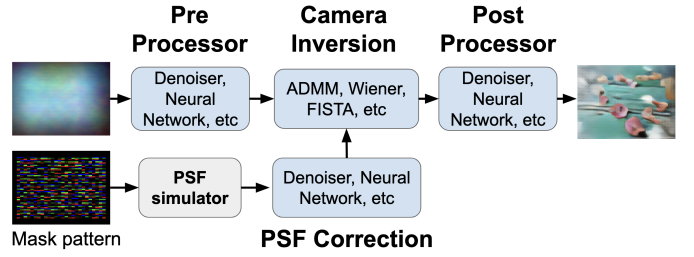 Pre
Processor
Camera
Inversion
Post
Processor
Denoiser,
Neural
Network, etc
ADMM, Wiener,
FISTA, etc
Denoiser,
Neural
Network, etc
PSF
simulator
Denoiser, Neural
Network, etc
Mask pattern
PSF Correction